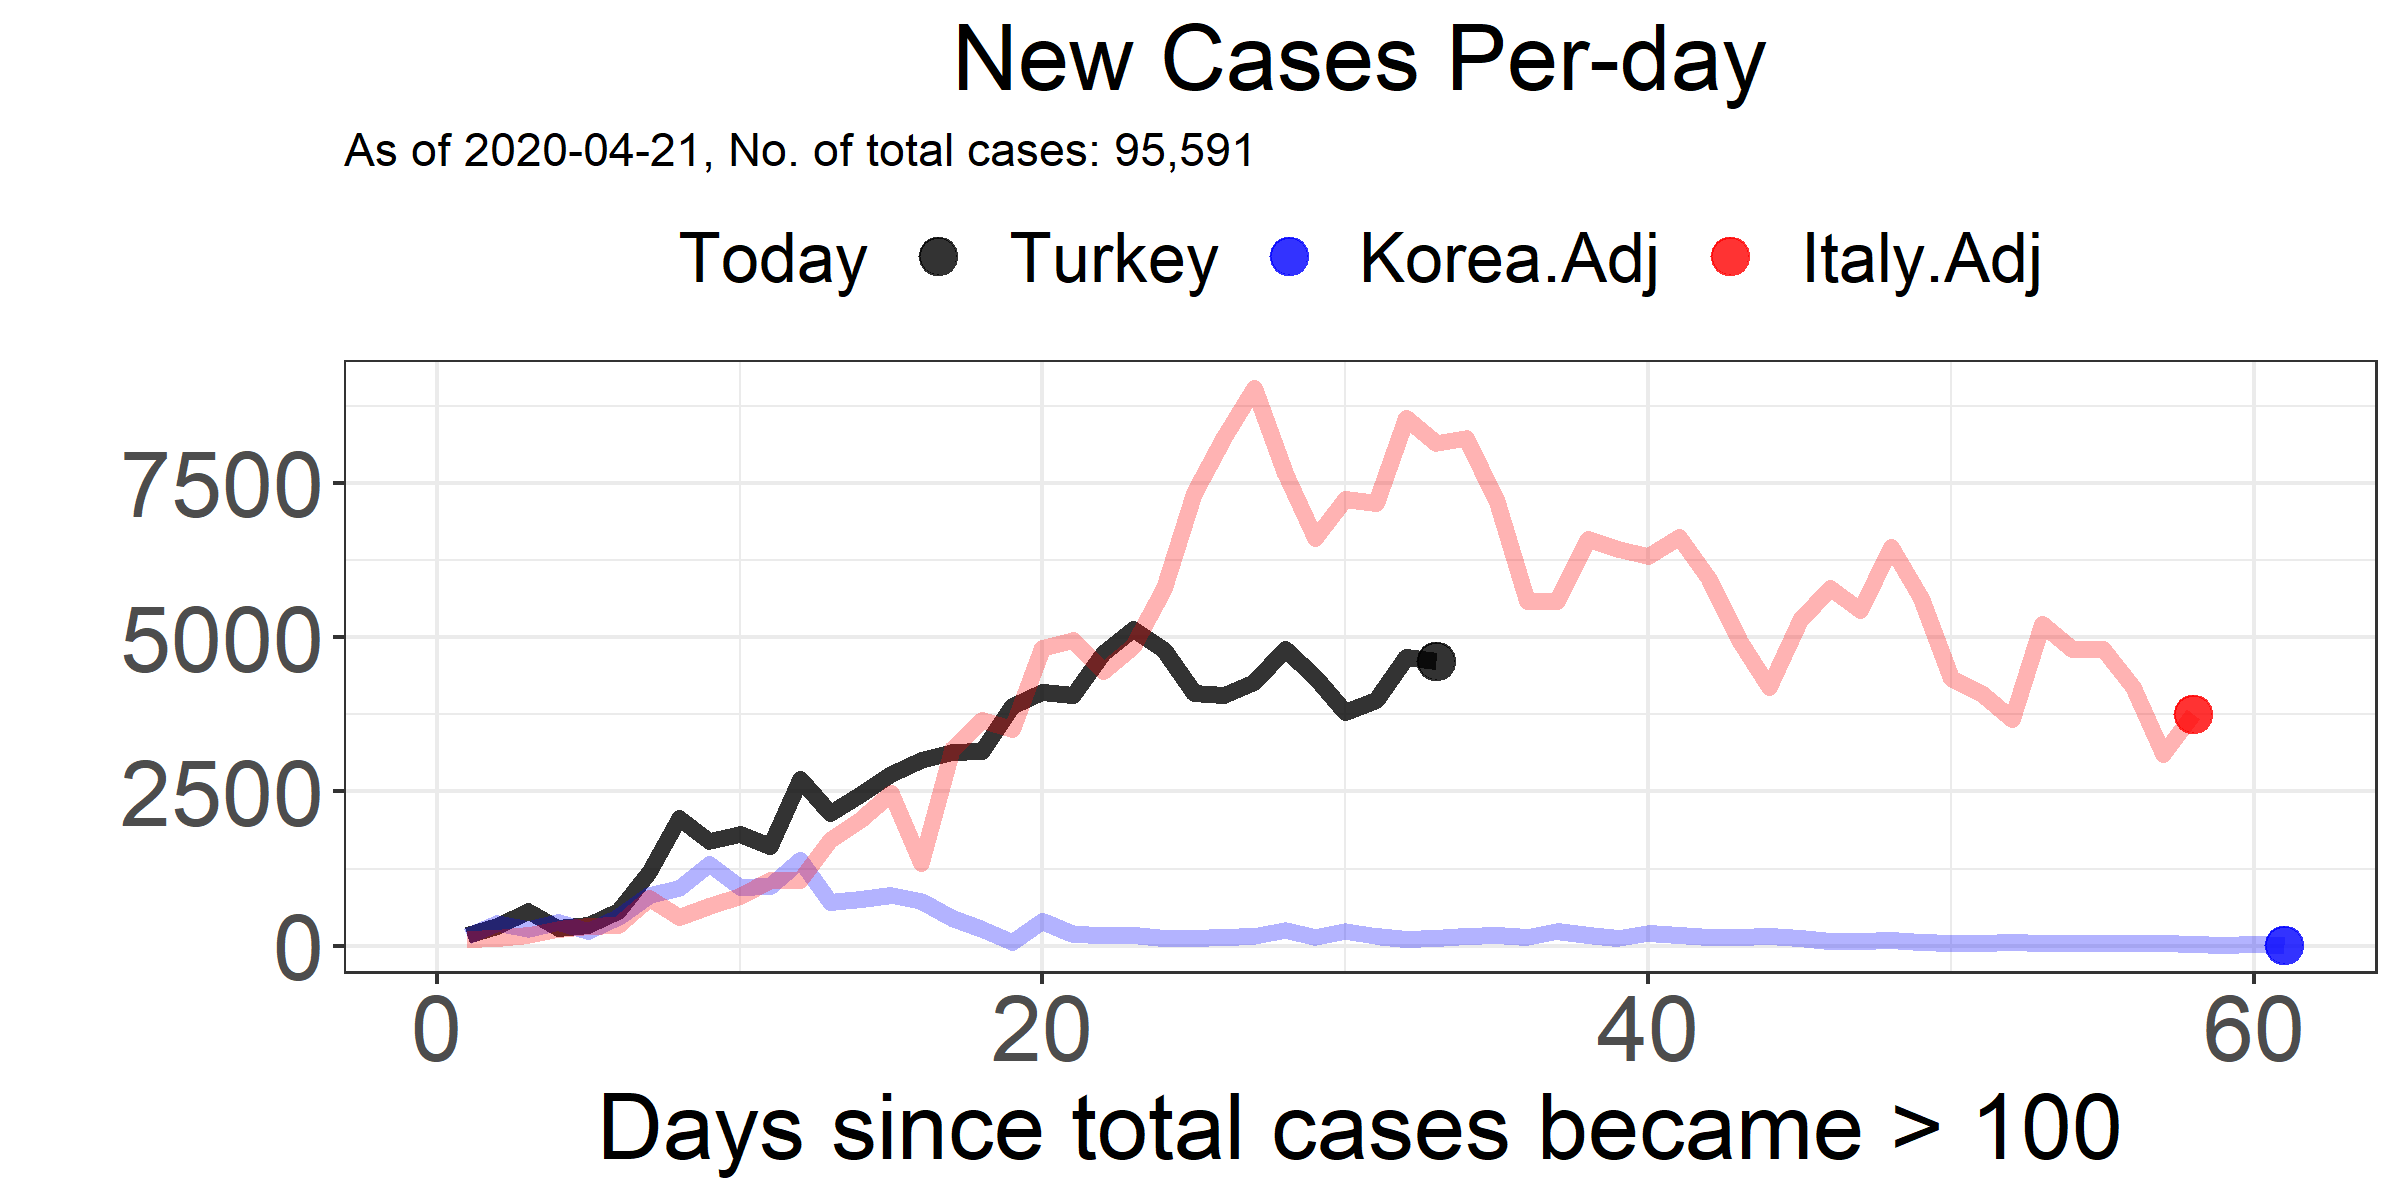 New Cases Per-day
As of 2020-04-21, No. of total cases: 95,591
Today Turkey Korea.Adj Italy.Adj
7500
5000
2500
0
0 20 40 60
Days since total cases became > 100